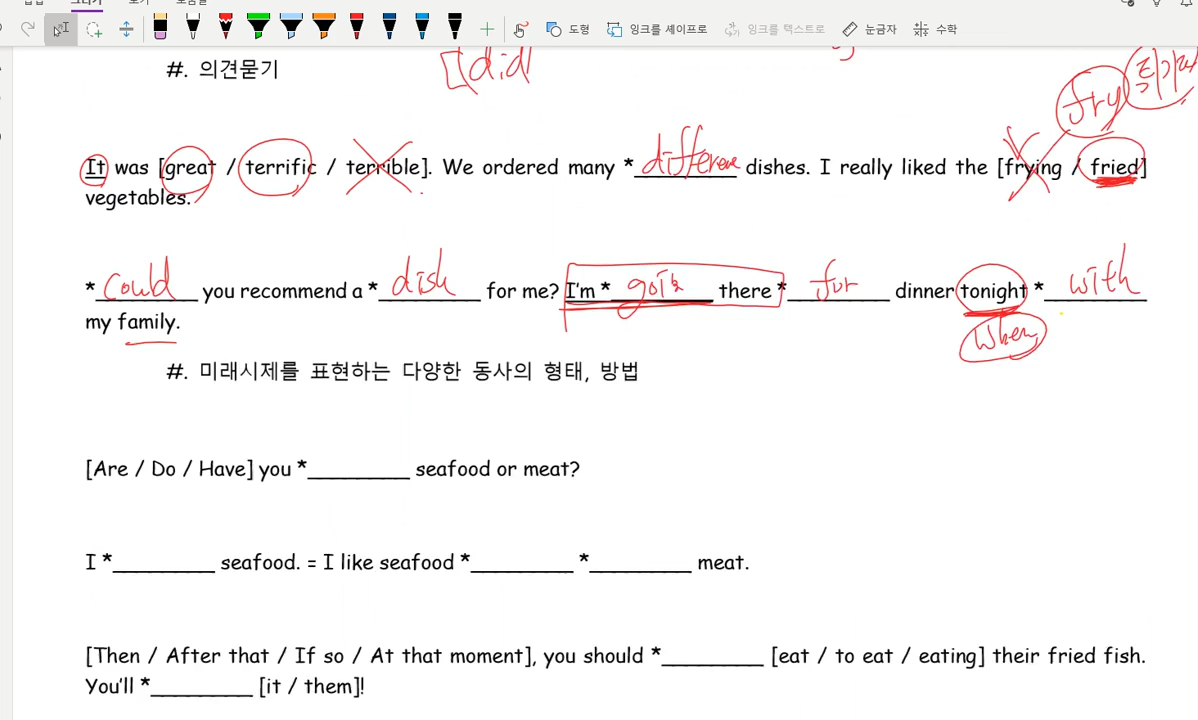 도형 잉크를 셰이프로 잉크를 텍스트로 눈금자 수학
#. 의견묻기 [did
fry
It was [great / terrific / terrible]. We ordered many * different dishes. I really liked the [frying / fried]
vegetables.
* Could you recommend a * dish for me? I'm * going there * for dinner tonight * with
my family. when
#. 미래시제를 표현하는 다양한 동사의 형태, 방법
[Are / Do / Have] you *________ seafood or meat?
I *________ seafood. = I like seafood *________ *________ meat.
[Then / After that / If so / At that moment], you should *________ [eat / to eat / eating] their fried fish.
You'll *________ [it / them]!